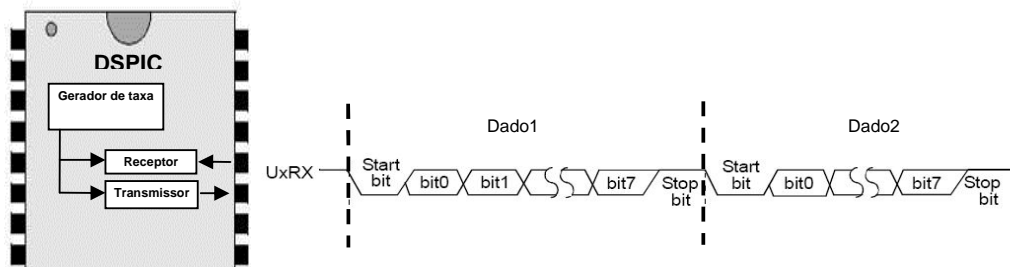 DSPIC
Gerador de taxa
Receptor
Transmissor
Dado1
Dado2
UxRX
Start bit
bit0
bit1
bit7
Stop bit
Start bit
bit0
bit7
Stop bit